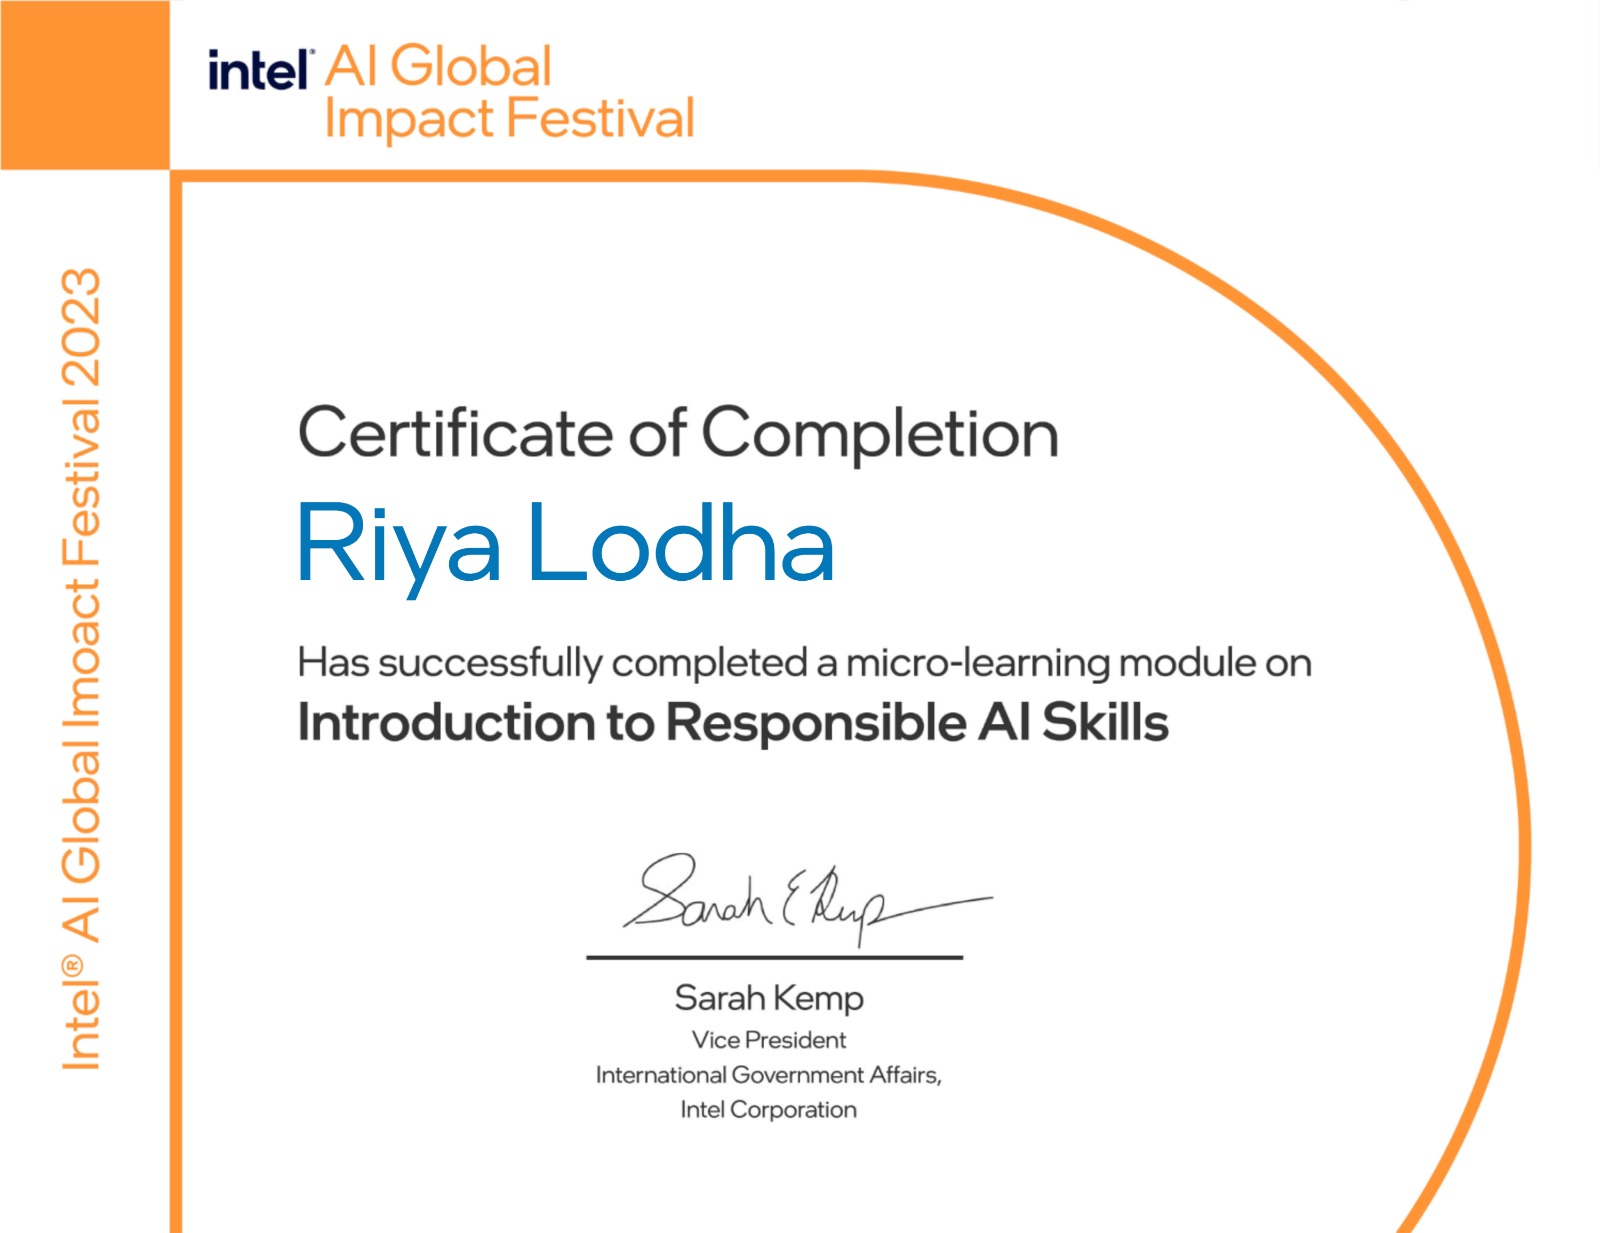 intel® AI Global
Impact Festival
Intel® AI Global Imoact Festival 2023
Certificate of Completion
Riya Lodha
Has successfully completed a micro-learning module on
Introduction to Responsible AI Skills
Sarah E Kemp
Sarah Kemp
Vice President
International Government Affairs,
Intel Corporation